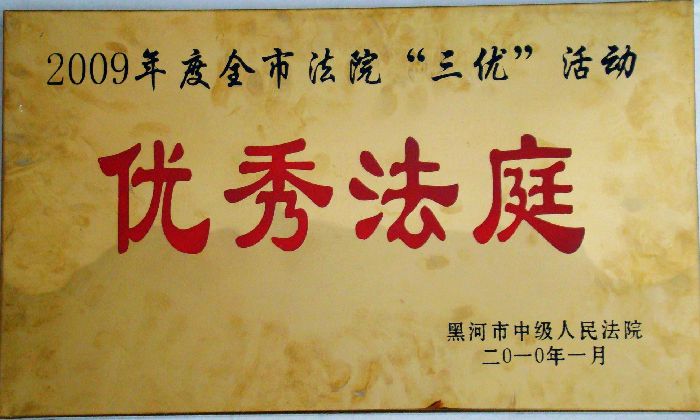 2009年度全市法院“三优”活动
优秀法庭
黑河市中级人民法院
二0一0年一月